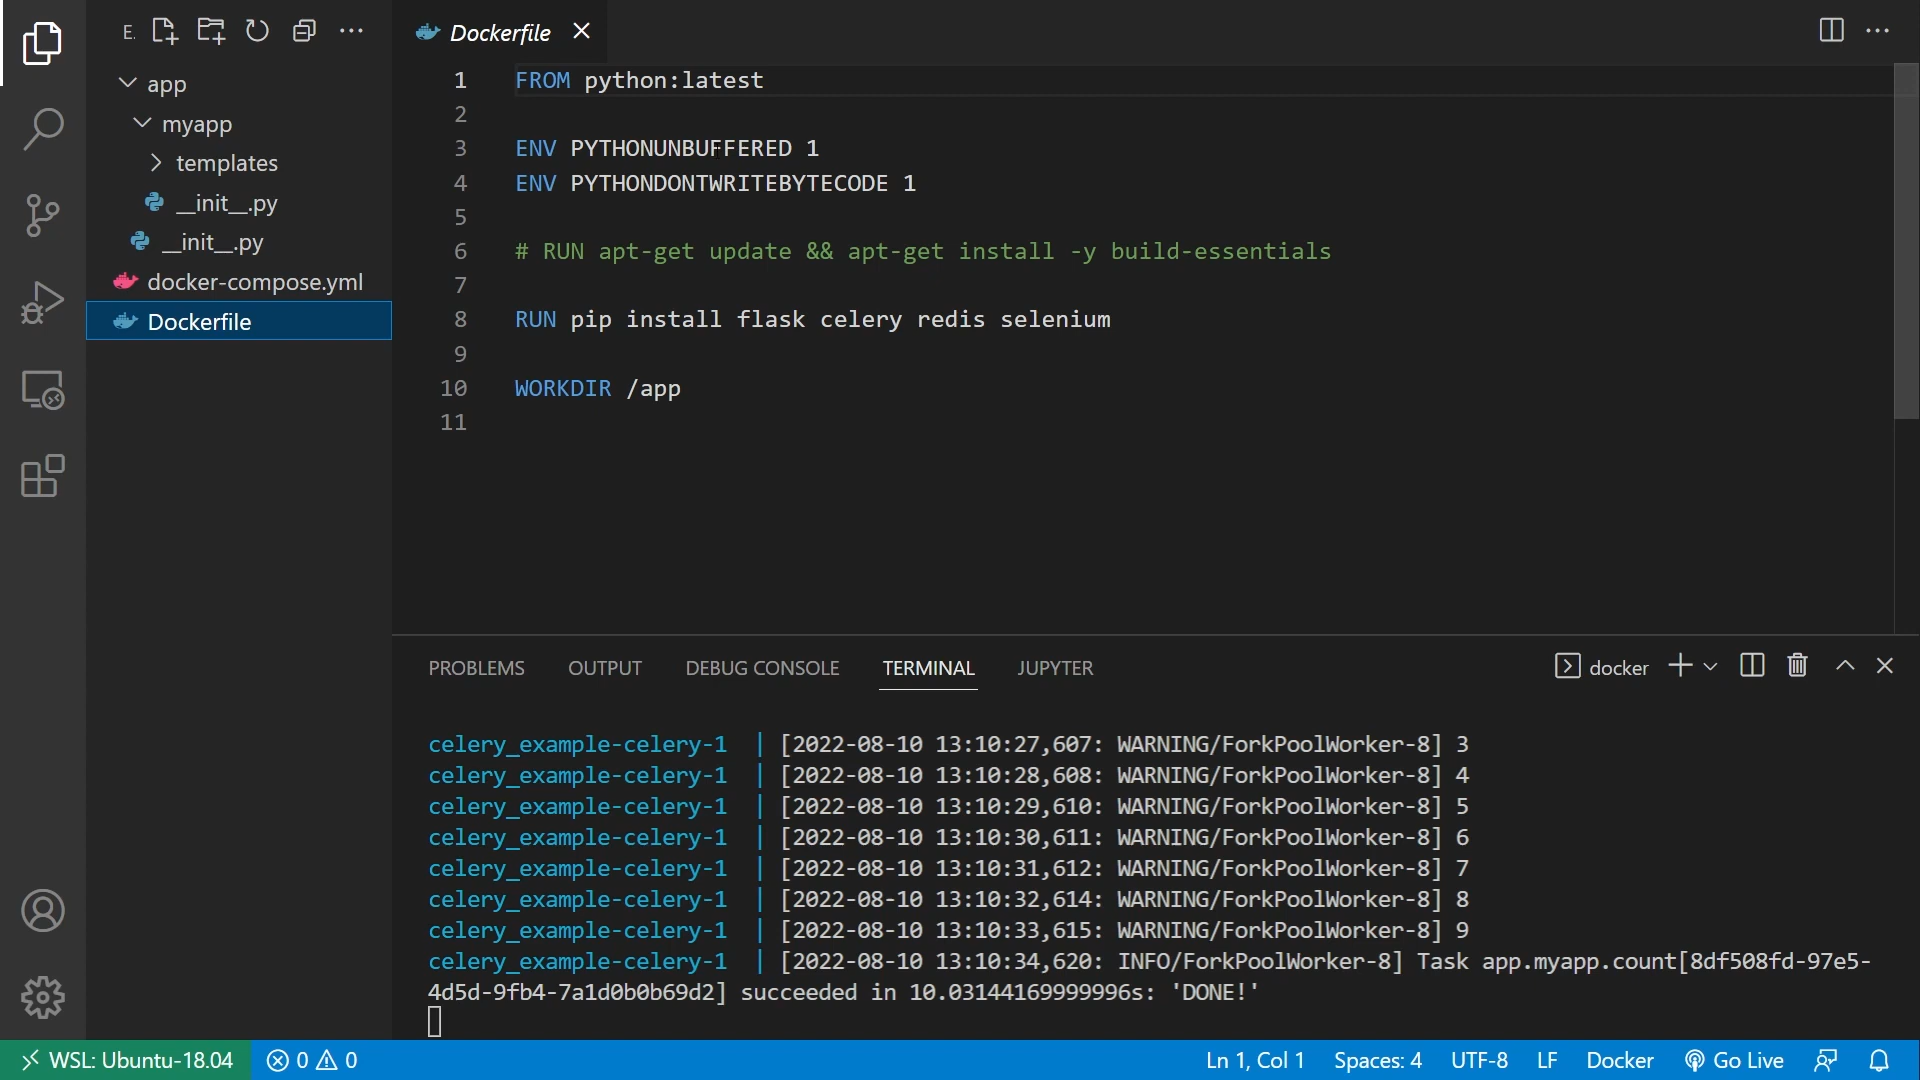 E.
Dockerfile
app
myapp
templates
__init__.py
__init__.py
docker-compose.yml
Dockerfile
1 FROM python:latest
2
3 ENV PYTHONUNBUFFERED 1
4 ENV PYTHONDONTWRITEBYTECODE 1
5
6 # RUN apt-get update && apt-get install -y build-essentials
7
8 RUN pip install flask celery redis selenium
9
10 WORKDIR /app
11
PROBLEMS OUTPUT DEBUG CONSOLE TERMINAL JUPYTER docker
celery_example-celery-1 | [2022-08-10 13:10:27,607: WARNING/ForkPoolWorker-8] 3
celery_example-celery-1 | [2022-08-10 13:10:28,608: WARNING/ForkPoolWorker-8] 4
celery_example-celery-1 | [2022-08-10 13:10:29,610: WARNING/ForkPoolWorker-8] 5
celery_example-celery-1 | [2022-08-10 13:10:30,611: WARNING/ForkPoolWorker-8] 6
celery_example-celery-1 | [2022-08-10 13:10:31,612: WARNING/ForkPoolWorker-8] 7
celery_example-celery-1 | [2022-08-10 13:10:32,614: WARNING/ForkPoolWorker-8] 8
celery_example-celery-1 | [2022-08-10 13:10:33,615: WARNING/ForkPoolWorker-8] 9
celery_example-celery-1 | [2022-08-10 13:10:34,620: INFO/ForkPoolWorker-8] Task app.myapp.count[8df508fd-97e5-
4d5d-9fb4-7a1d0b0b69d2] succeeded in 10.03144169999996s: 'DONE!'
WSL: Ubuntu-18.04 0 0 Ln 1, Col 1 Spaces: 4 UTF-8 LF Docker Go Live